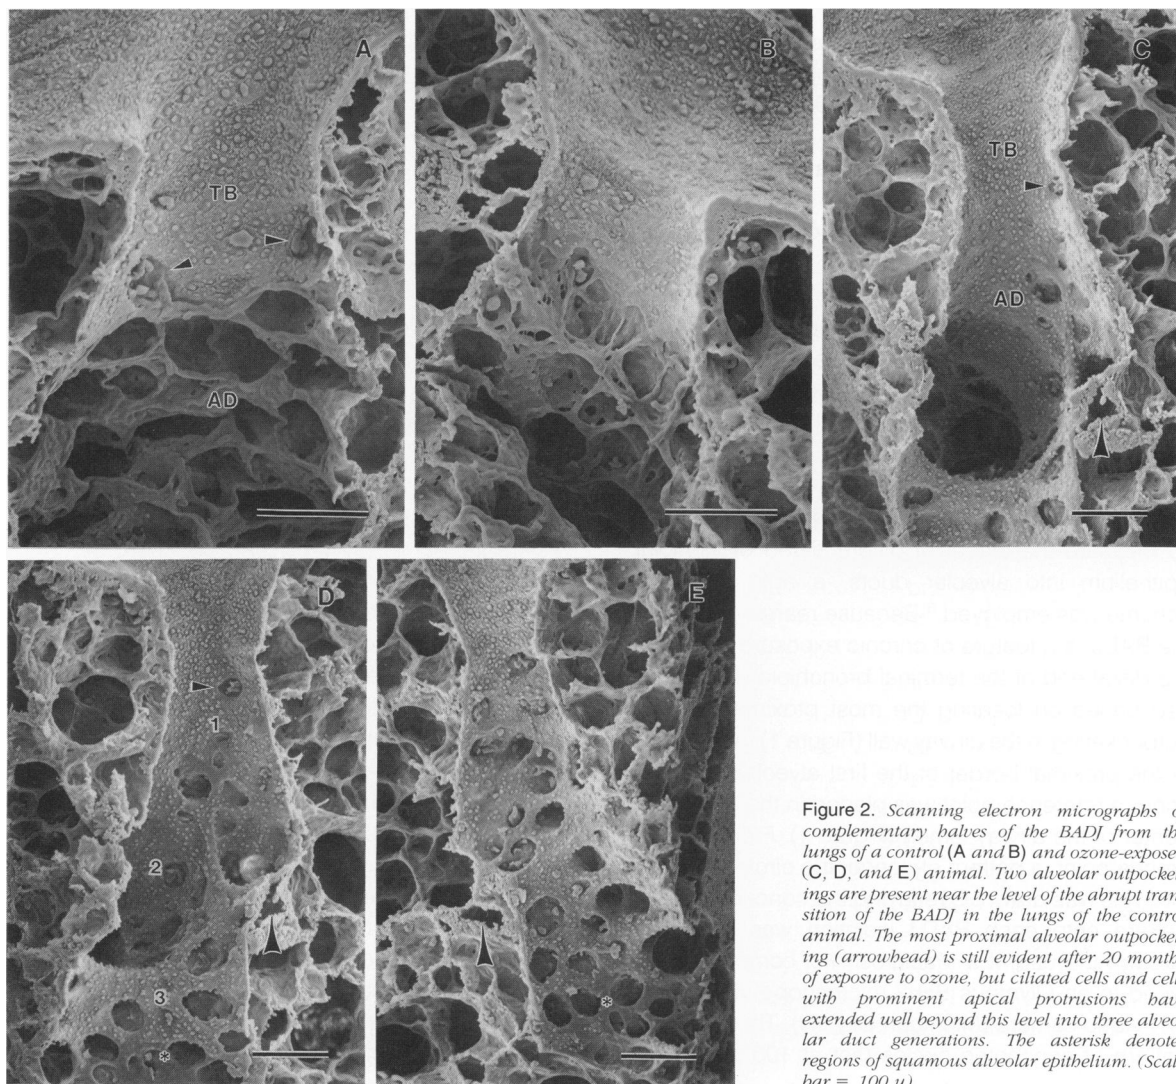 A
TB
AD
B
C
TB
AD
D
1
2
3
*
E
*
Figure 2. Scanning electron micrographs o
complementary halves of the BADJ from th
lungs of a control (A and B) and ozone-expose
(C, D, and E) animal. Two alveolar outpocket
ings are present near the level of the abrupt tran
sition of the BADJ in the lungs of the contro
animal. The most proximal alveolar outpocket
ing (arrowhead) is still evident after 20 month
of exposure to ozone, but ciliated cells and cell
with prominent apical protrusions hav
extended well beyond this level into three alveo
lar duct generations. The asterisk denote
regions of squamous alveolar epithelium. (Scal
bar = 100 μ)